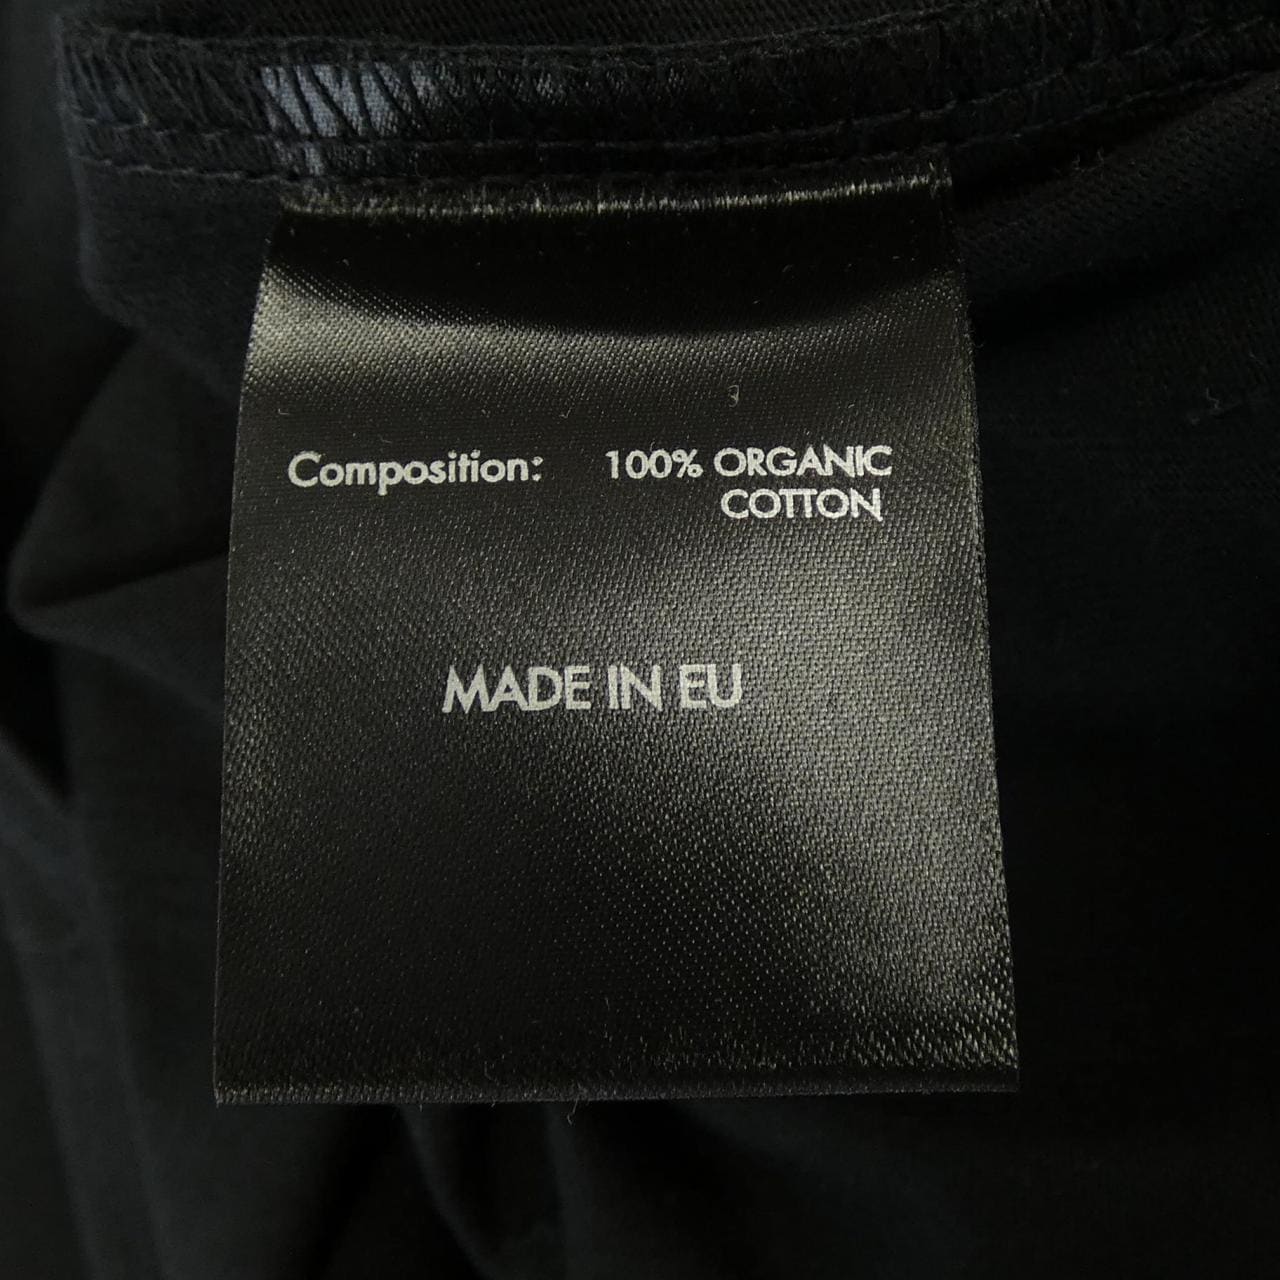 Composition: 100% ORGANIC
COTTON
MADE IN EU